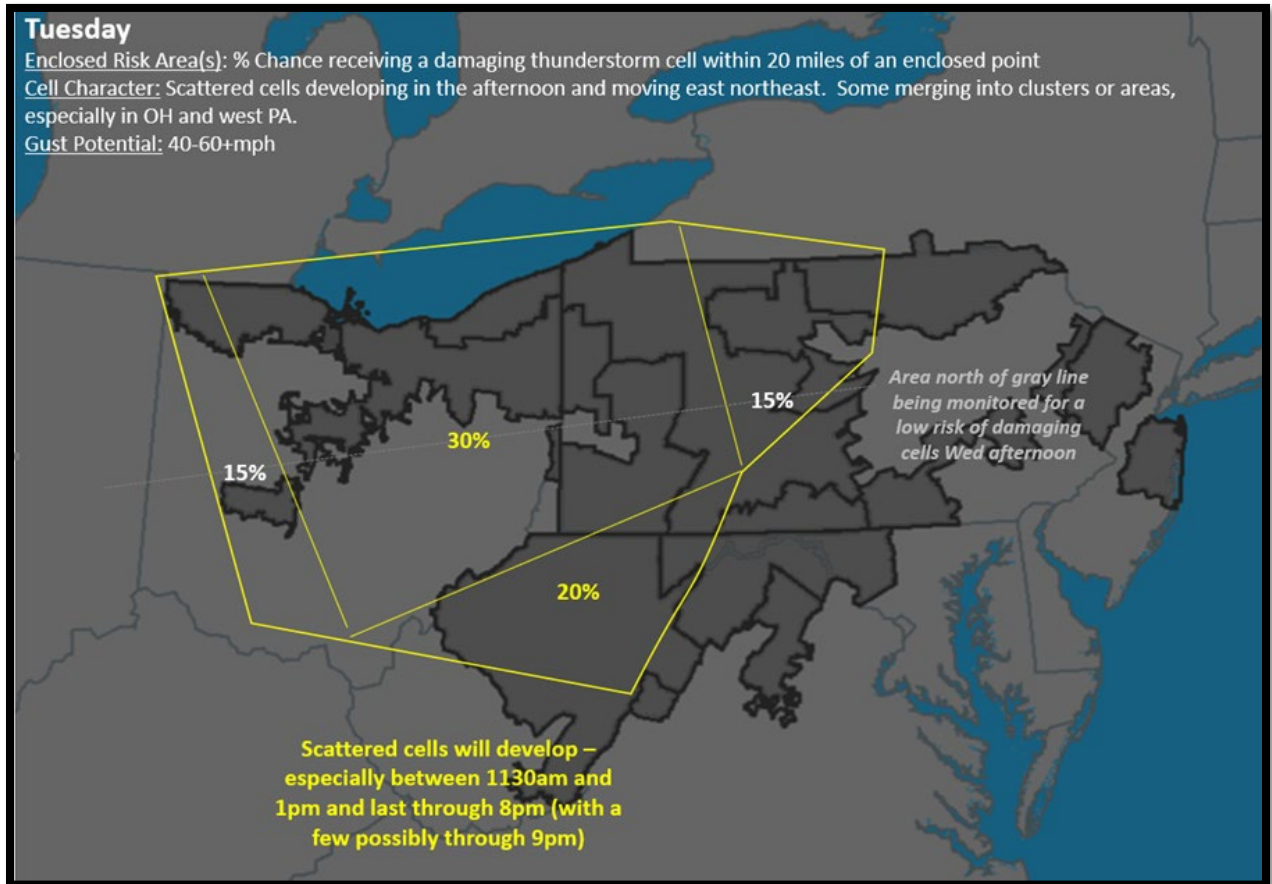 Tuesday
Enclosed Risk Area(s): % Chance receiving a damaging thunderstorm cell within 20 miles of an enclosed point
Cell Character: Scattered cells developing in the afternoon and moving east northeast.  Some merging into clusters or areas,
especially in OH and west PA.
Gust Potential: 40-60+mph
Area north of gray line
being monitored for a
low risk of damaging
cells Wed afternoon
15%
30%
15%
20%
Scattered cells will develop –
especially between 1130am and
1pm and last through 8pm (with a
few possibly through 9pm)